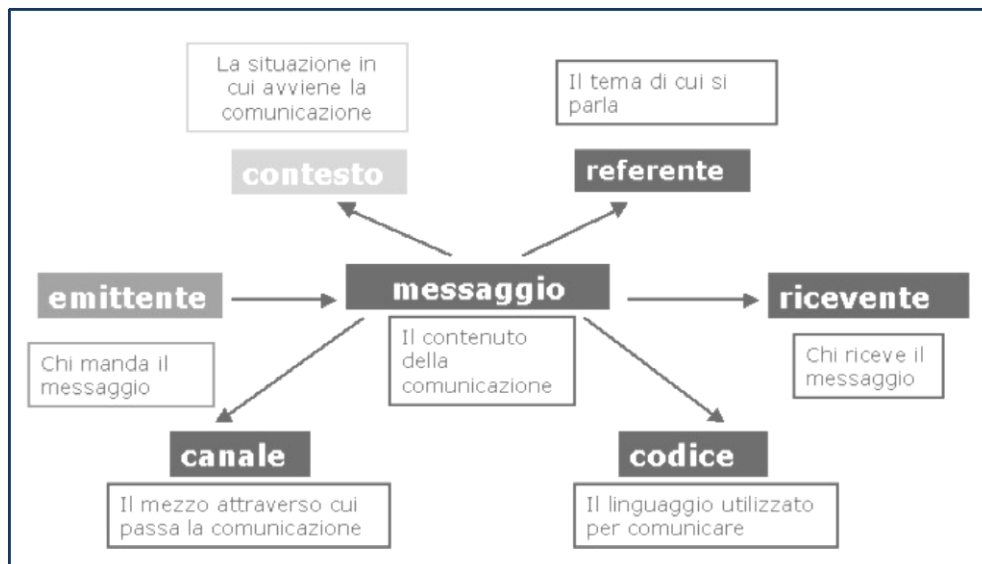 La situazione in
cui avviene la
comunicazione
contesto
Il tema di cui si
parla
referente
emittente
Chi manda il
messaggio
messaggio
Il contenuto
della
comunicazione
ricevente
Chi riceve il
messaggio
canale
Il mezzo attraverso cui
passa la comunicazione
codice
Il linguaggio utilizzato
per comunicare